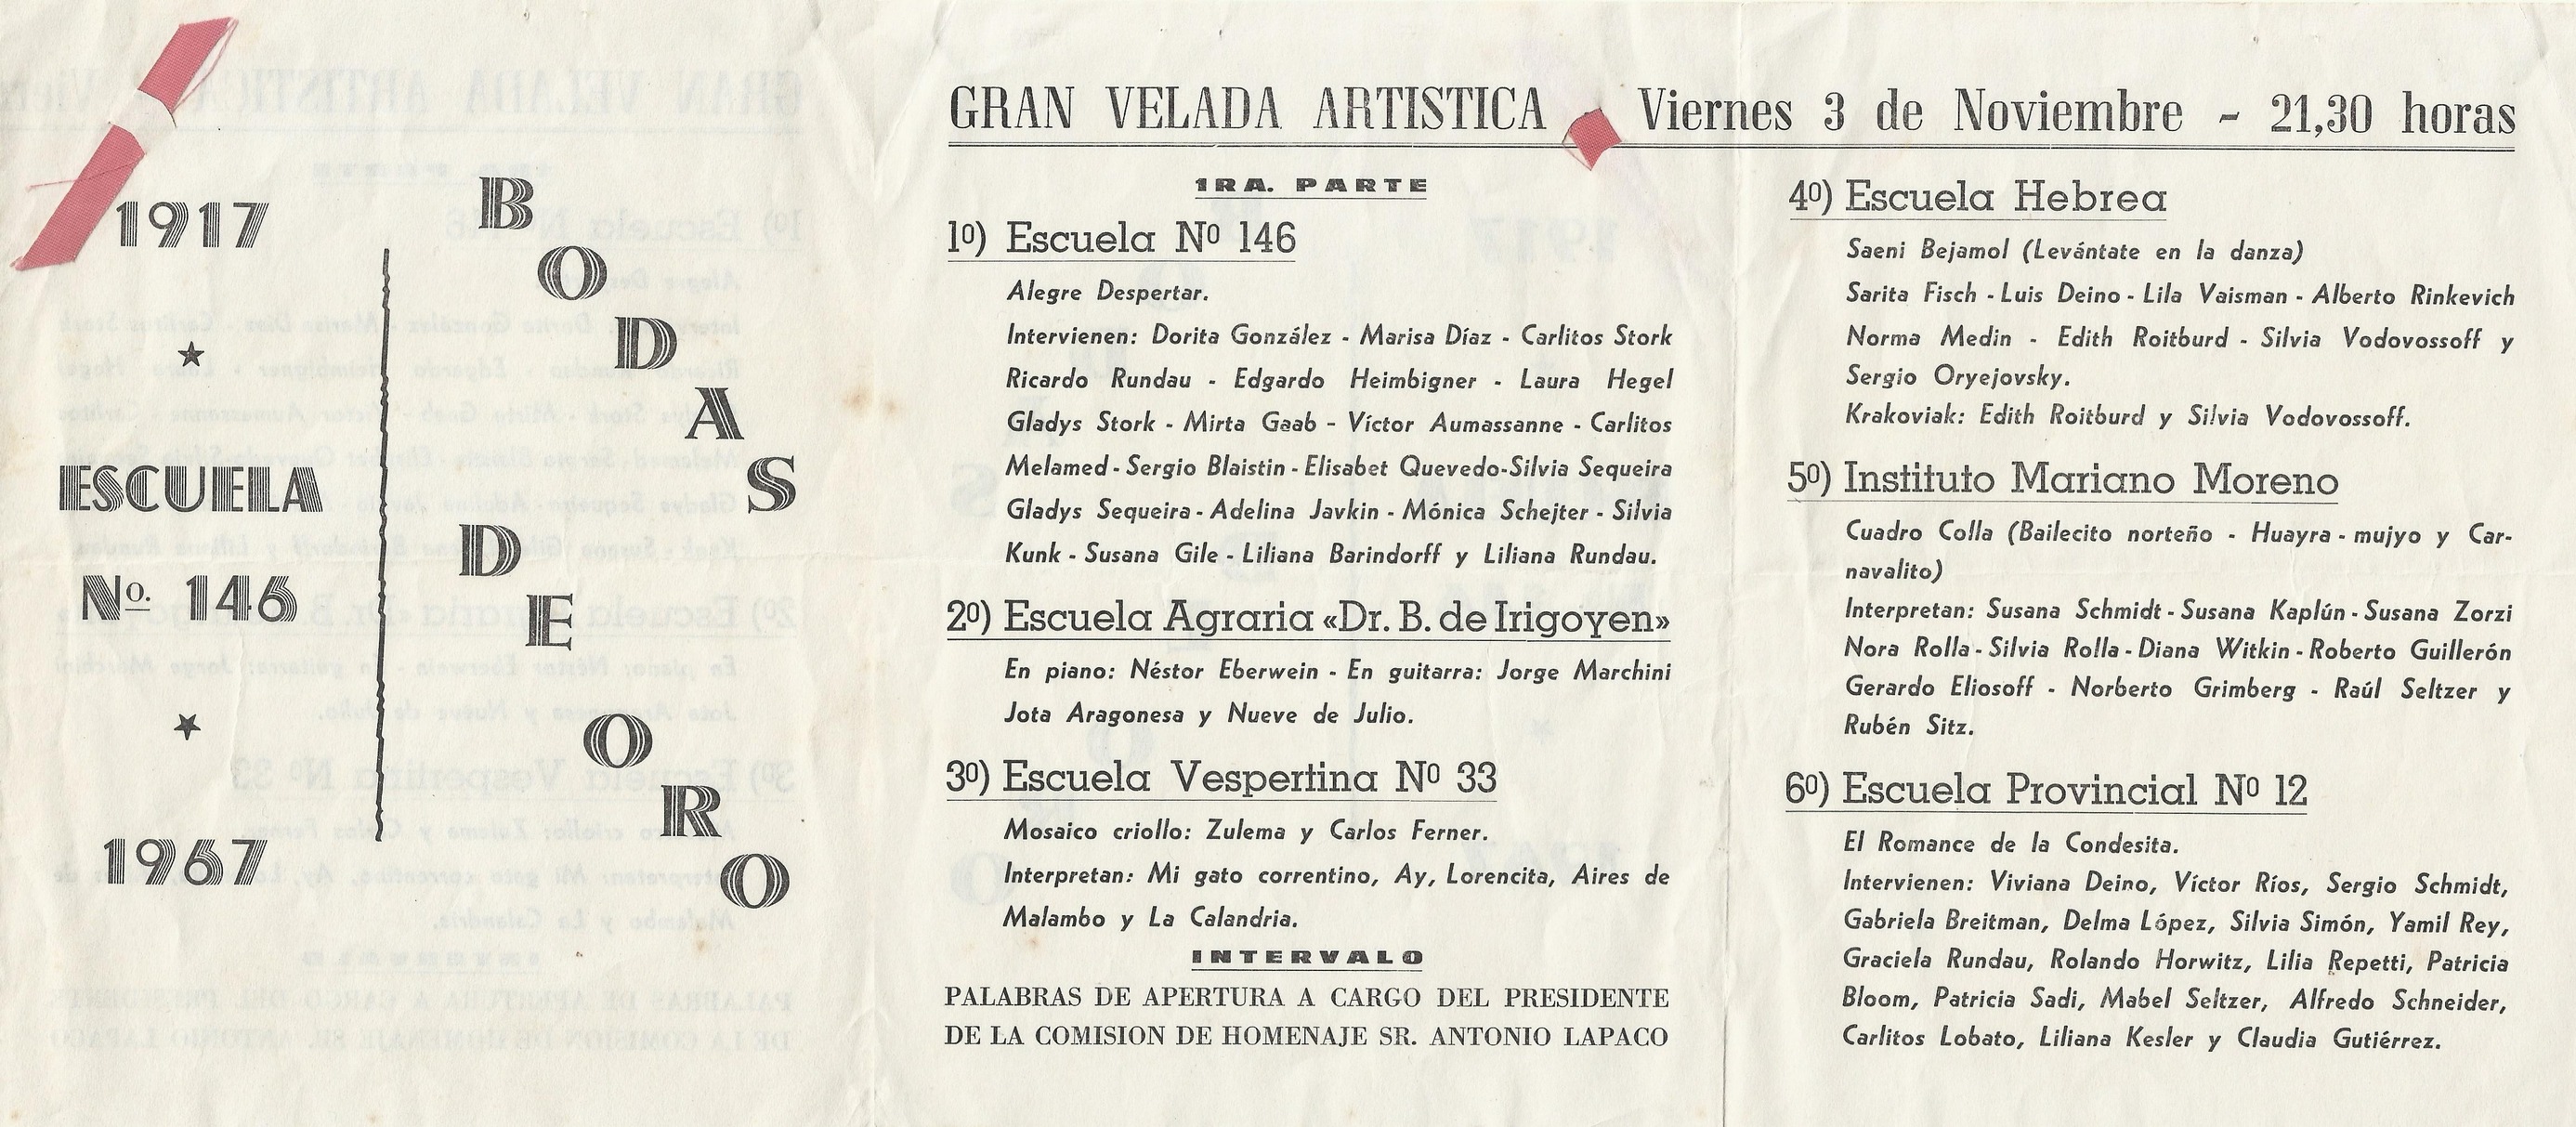 1917
ESCUELA
Nº. 146
1967
BODAS
DE
ORO
GRAN VELADA ARTISTICA Viernes 3 de Noviembre - 21,30 horas
1RA. PARTE
1º) Escuela Nº 146
Alegre Despertar.
Intervienen: Dorita González - Marisa Díaz - Carlitos Stork
Ricardo Rundau - Edgardo Heimbigner - Laura Hegel
Gladys Stork - Mirta Gaab - Víctor Aumassanne - Carlitos
Melamed - Sergio Blaistin - Elisabet Quevedo-Silvia Sequeira
Gladys Sequeira - Adelina Javkin - Mónica Schejter - Silvia
Kunk - Susana Gile - Liliana Barindorff y Liliana Rundau.
2º) Escuela Agraria «Dr. B. de Irigoyen»
En piano: Néstor Eberwein - En guitarra: Jorge Marchini
Jota Aragonesa y Nueve de Julio.
3º) Escuela Vespertina Nº 33
Mosaico criollo: Zulema y Carlos Ferner.
Interpretan: Mi gato correntino, Ay, Lorencita, Aires de
Malambo y La Calandria.
INTERVALO
PALABRAS DE APERTURA A CARGO DEL PRESIDENTE
DE LA COMISION DE HOMENAJE SR. ANTONIO LAPACO
4º) Escuela Hebrea
Saeni Bejamol (Levántate en la danza)
Sarita Fisch - Luis Deino - Lila Vaisman - Alberto Rinkevich
Norma Medin - Edith Roitburd - Silvia Vodovossoff y
Sergio Oryejovsky.
Krakoviak: Edith Roitburd y Silvia Vodovossoff.
5º) Instituto Mariano Moreno
Cuadro Colla (Bailecito norteño - Huayra - mujyo y Car-
navalito)
Interpretan: Susana Schmidt - Susana Kaplún - Susana Zorzi
Nora Rolla - Silvia Rolla - Diana Witkin - Roberto Guillerón
Gerardo Eliosoff - Norberto Grimberg - Raúl Seltzer y
Rubén Sitz.
6º) Escuela Provincial Nº 12
El Romance de la Condesita.
Intervienen: Viviana Deino, Víctor Ríos, Sergio Schmidt,
Gabriela Breitman, Delma López, Silvia Simón, Yamil Rey,
Graciela Rundau, Rolando Horwitz, Lilia Repetti, Patricia
Bloom, Patricia Sadi, Mabel Seltzer, Alfredo Schneider,
Carlitos Lobato, Liliana Kesler y Claudia Gutiérrez.